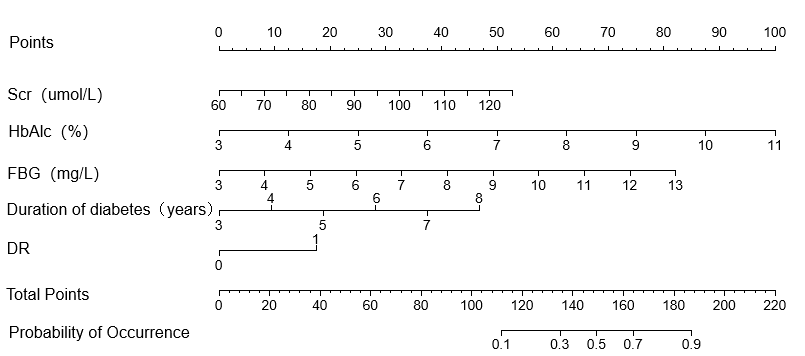 Points 0 10 20 30 40 50 60 70 80 90 100
Scr (umol/L) 60 70 80 90 100 110 120
HbAlc (%) 3 4 5 6 7 8 9 10 11
FBG (mg/L) 3 4 5 6 7 8 9 10 11 12 13
4 6 8
Duration of diabetes（years）
3 5 7
1
DR
0
Total Points 0 20 40 60 80 100 120 140 160 180 200 220
Probability of Occurrence 0.1 0.3 0.5 0.7 0.9